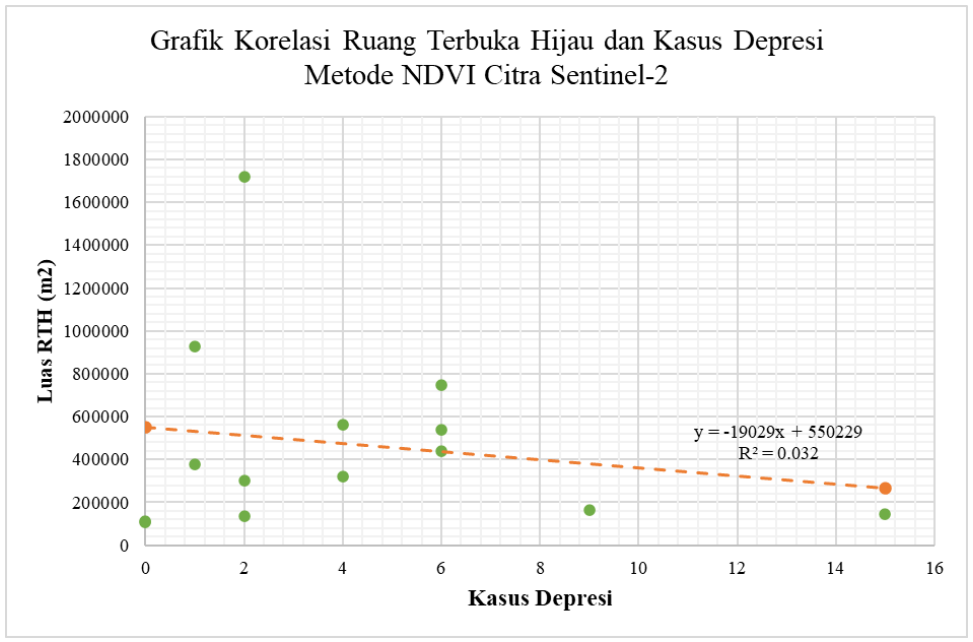 Grafik Korelasi Ruang Terbuka Hijau dan Kasus Depresi
Metode NDVI Citra Sentinel-2
2000000
1800000
1600000
1400000
1200000
1000000
800000
600000
400000
200000
0
Luas RTH (m2)
y = -19029x + 550229
R² = 0.032
0 2 4 6 8 10 12 14 16
Kasus Depresi